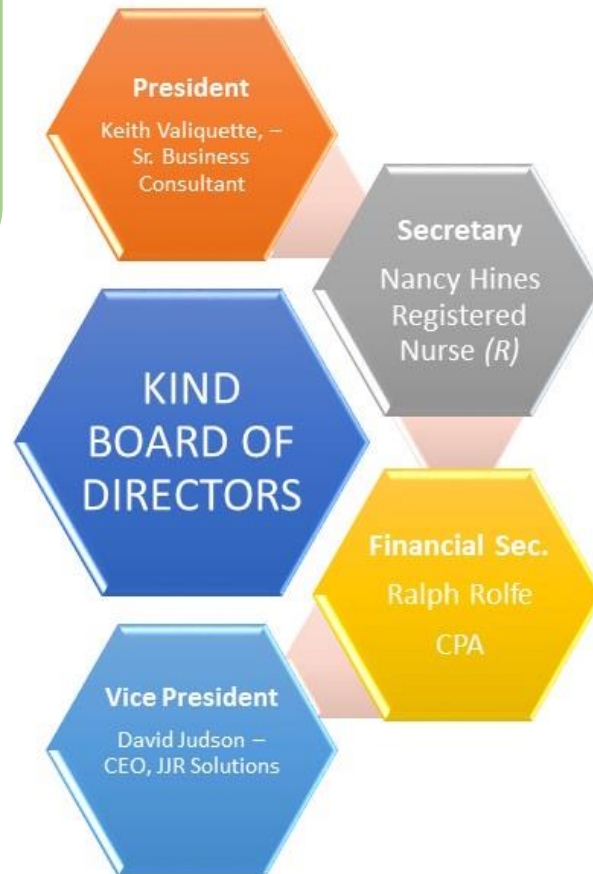 President
Keith Valiquette, –
Sr. Business
Consultant
Secretary
Nancy Hines
Registered
Nurse (R)
KIND
BOARD OF
DIRECTORS
Financial Sec.
Ralph Rolfe
CPA
Vice President
David Judson –
CEO, JJR Solutions